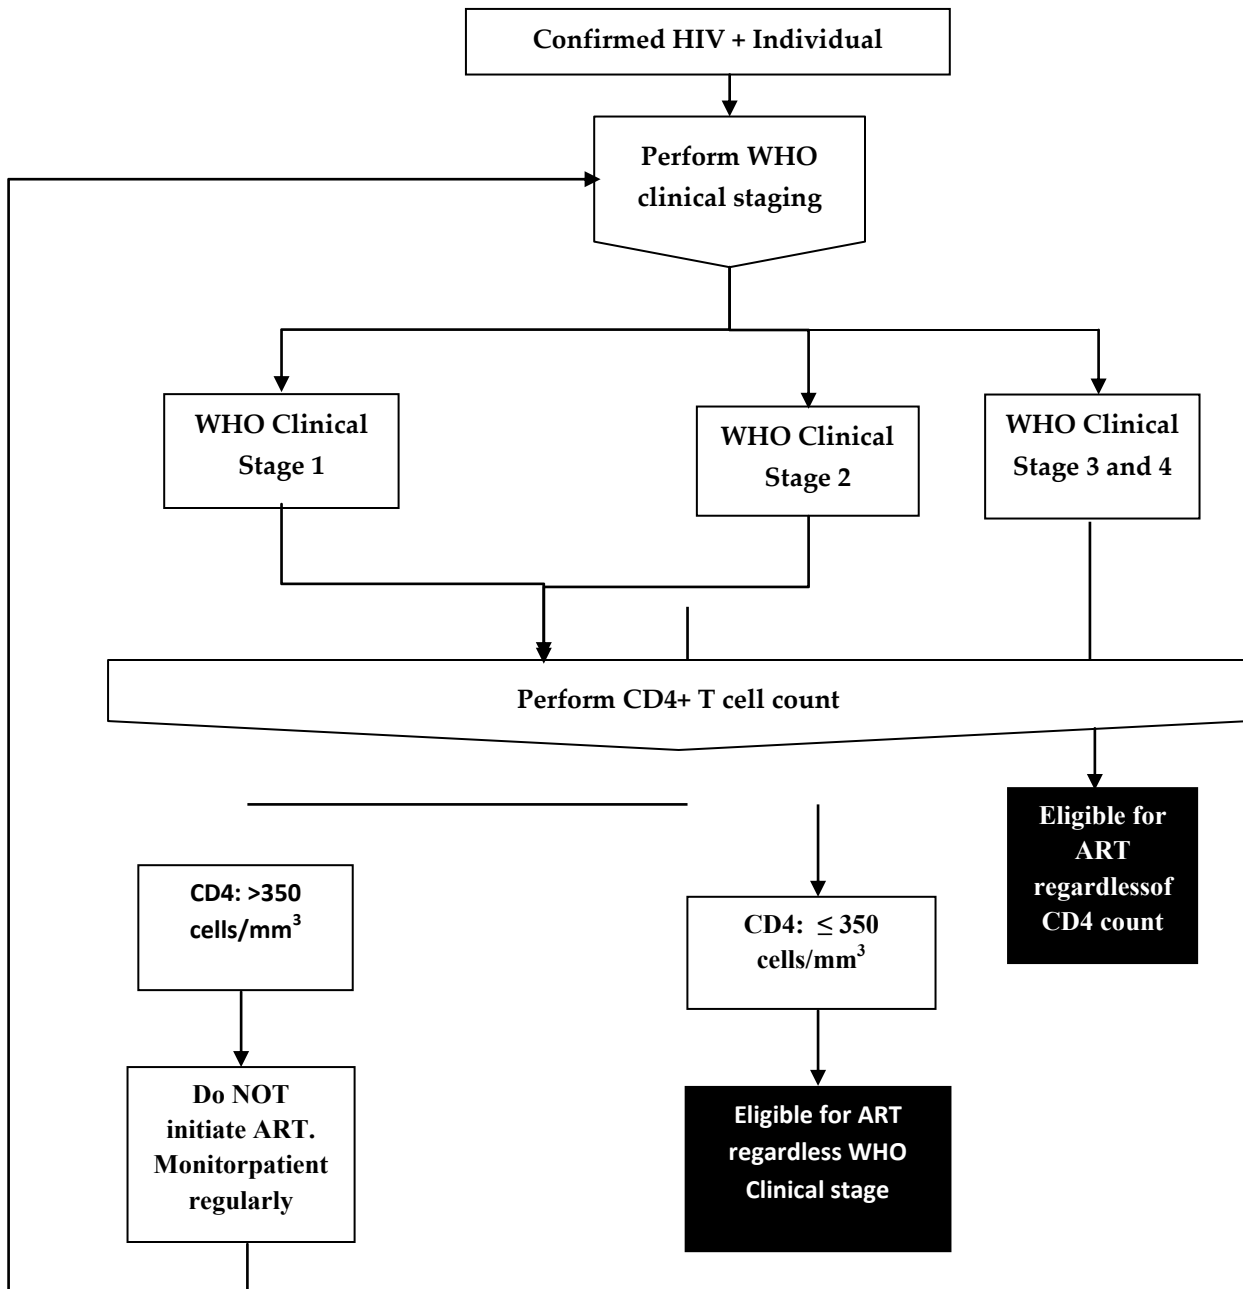 Confirmed HIV + Individual
Perform WHO
clinical staging
WHO Clinical
Stage 1
WHO Clinical
Stage 2
WHO Clinical
Stage 3 and 4
Perform CD4+ T cell count
Eligible for
ART
regardlessof
CD4 count
CD4: >350
cells/mm³
CD4: ≤ 350
cells/mm³
Do NOT
initiate ART.
Monitorpatient
regularly
Eligible for ART
regardless WHO
Clinical stage